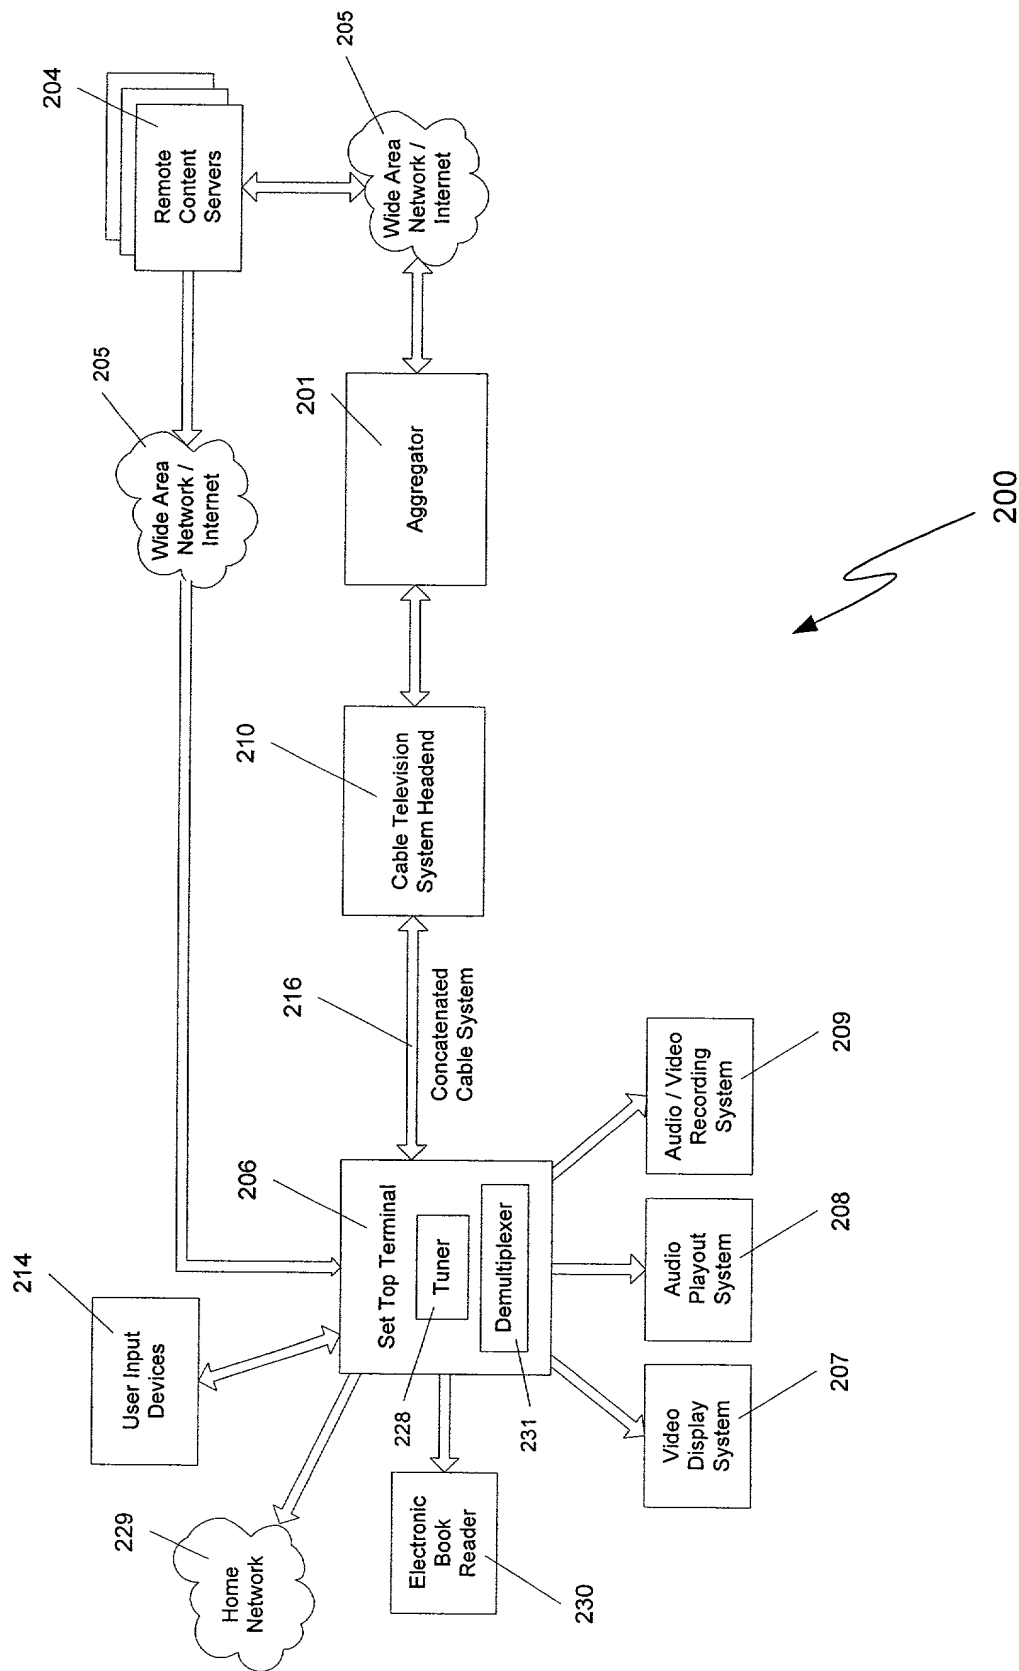 204
Remote
Content
Servers
205
Wide Area
Network /
Internet
205
Wide Area
Network /
Internet
201
Aggregator
210
Cable Television
System Headend
216
Concatenated
Cable System
214
User Input
Devices
206
Set Top Terminal
Tuner
228
Demultiplexer
231
229
Home
Network
Electronic
Book
Reader
230
Video
Display
System
207
Audio
Playout
System
208
Audio / Video
Recording
System
209
200